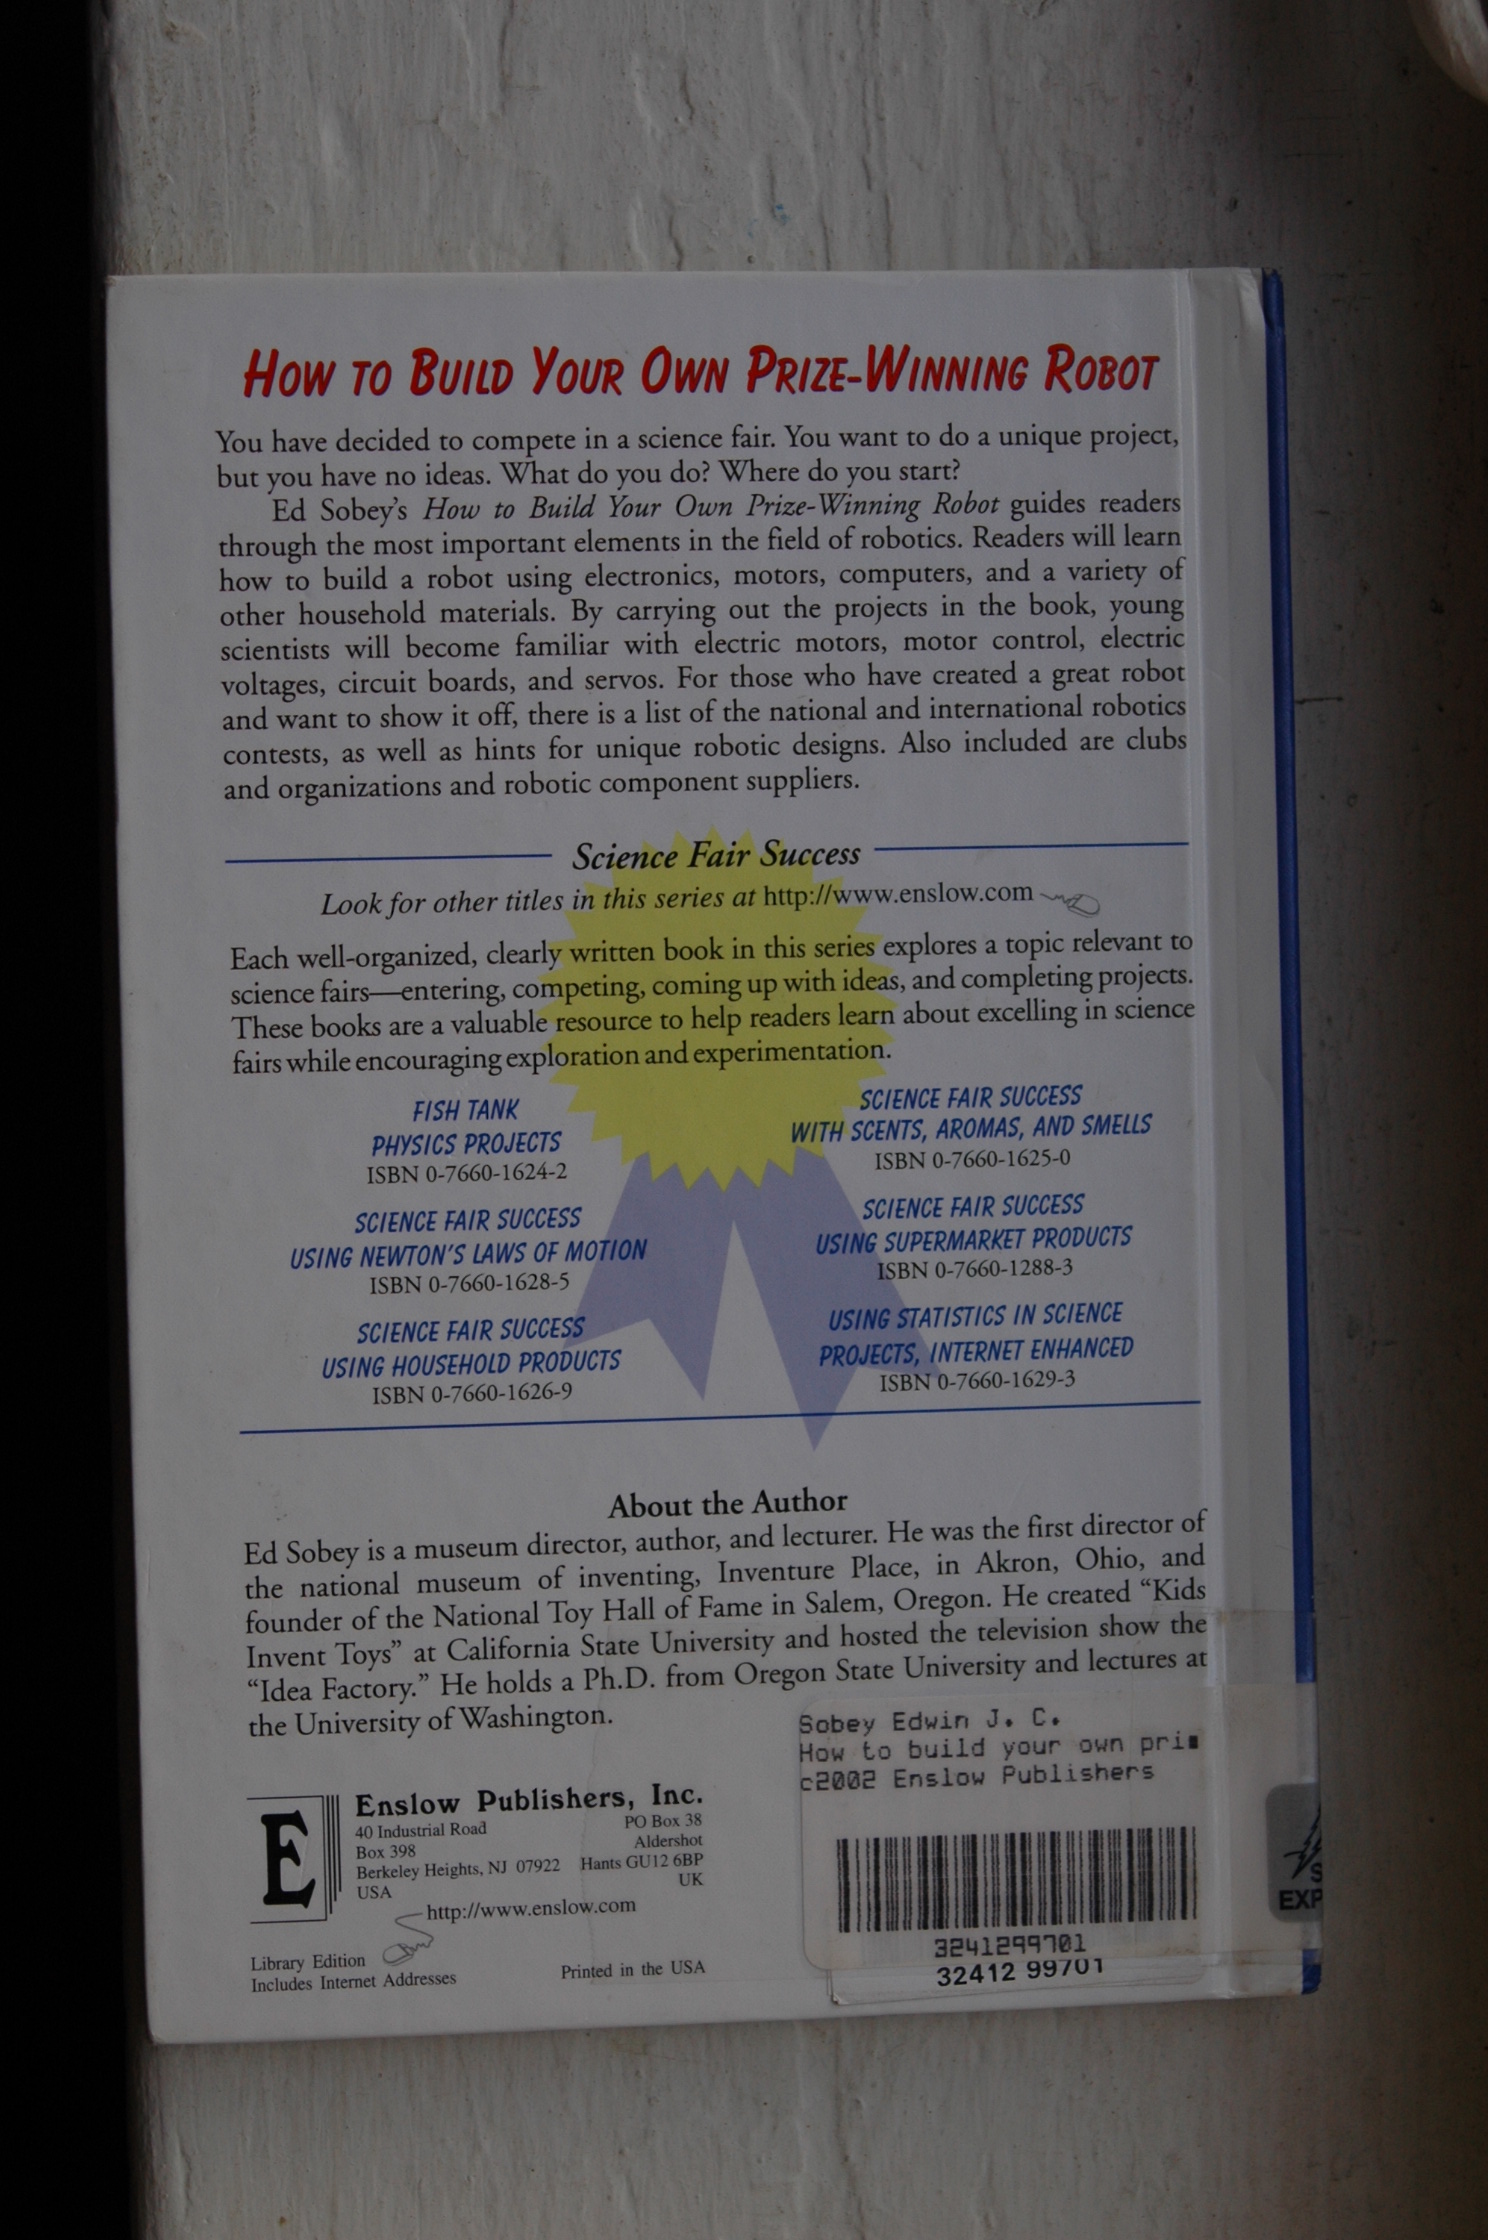 HOW TO BUILD YOUR OWN PRIZE-WINNING ROBOT
You have decided to compete in a science fair. You want to do a unique project,
but you have no ideas. What do you do? Where do you start?
Ed Sobey's How to Build Your Own Prize-Winning Robot guides readers
through the most important elements in the field of robotics. Readers will learn
how to build a robot using electronics, motors, computers, and a variety of
other household materials. By carrying out the projects in the book, young
scientists will become familiar with electric motors, motor control, electric
voltages, circuit boards, and servos. For those who have created a great robot
and want to show it off, there is a list of the national and international robotics
contests, as well as hints for unique robotic designs. Also included are clubs
and organizations and robotic component suppliers.
Science Fair Success
Look for other titles in this series at http://www.enslow.com
Each well-organized, clearly written book in this series explores a topic relevant to
science fairs—entering, competing, coming up with ideas, and completing projects.
These books are a valuable resource to help readers learn about excelling in science
fairs while encouraging exploration and experimentation.
FISH TANK
PHYSICS PROJECTS
ISBN 0-7660-1624-2
SCIENCE FAIR SUCCESS
USING NEWTON'S LAWS OF MOTION
ISBN 0-7660-1628-5
SCIENCE FAIR SUCCESS
USING HOUSEHOLD PRODUCTS
ISBN 0-7660-1626-9
SCIENCE FAIR SUCCESS
WITH SCENTS, AROMAS, AND SMELLS
ISBN 0-7660-1625-0
SCIENCE FAIR SUCCESS
USING SUPERMARKET PRODUCTS
ISBN 0-7660-1288-3
USING STATISTICS IN SCIENCE
PROJECTS, INTERNET ENHANCED
ISBN 0-7660-1629-3
About the Author
Ed Sobey is a museum director, author, and lecturer. He was the first director of
the national museum of inventing, Inventure Place, in Akron, Ohio, and
founder of the National Toy Hall of Fame in Salem, Oregon. He created “Kids
Invent Toys” at California State University and hosted the television show the
“Idea Factory.” He holds a Ph.D. from Oregon State University and lectures at
the University of Washington.
Sobey Edwin J. C.
How to build your own pri
c2002 Enslow Publishers
3241299701
32412 99701
E
Enslow Publishers, Inc.
40 Industrial Road
Box 398
Berkeley Heights, NJ 07922
USA
PO Box 38
Aldershot
Hants GU12 6BP
UK
http://www.enslow.com
Library Edition
Includes Internet Addresses
Printed in the USA
S
EXP